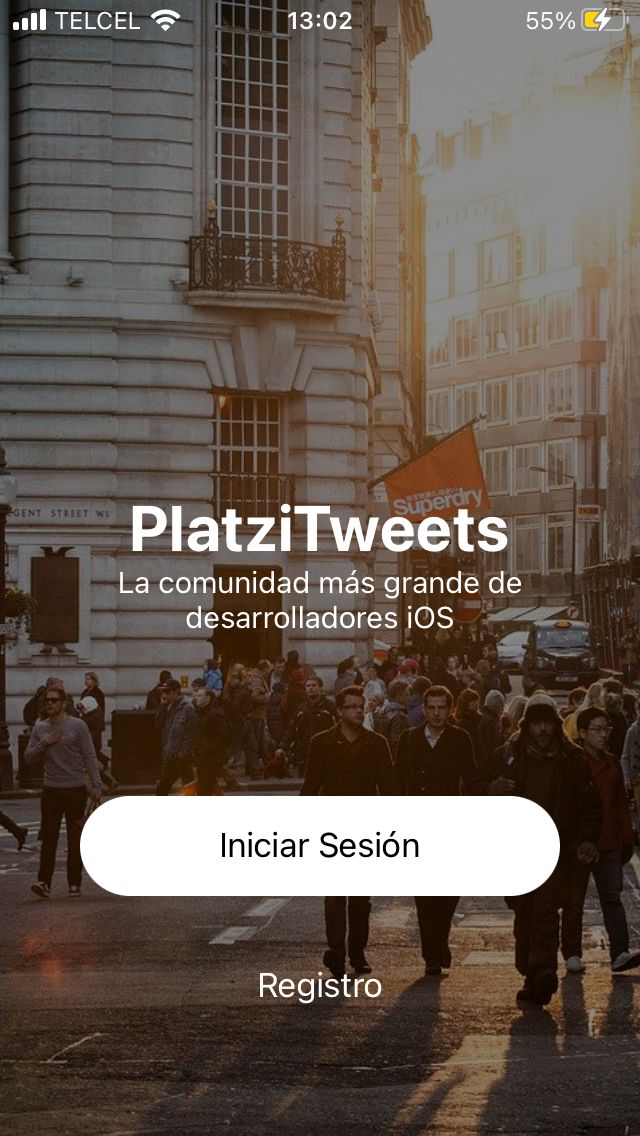 TELCEL 13:02 55%
Superdry
GENT STREET W1
PlatziTweets
La comunidad más grande de
desarrolladores iOS
Iniciar Sesión
Registro